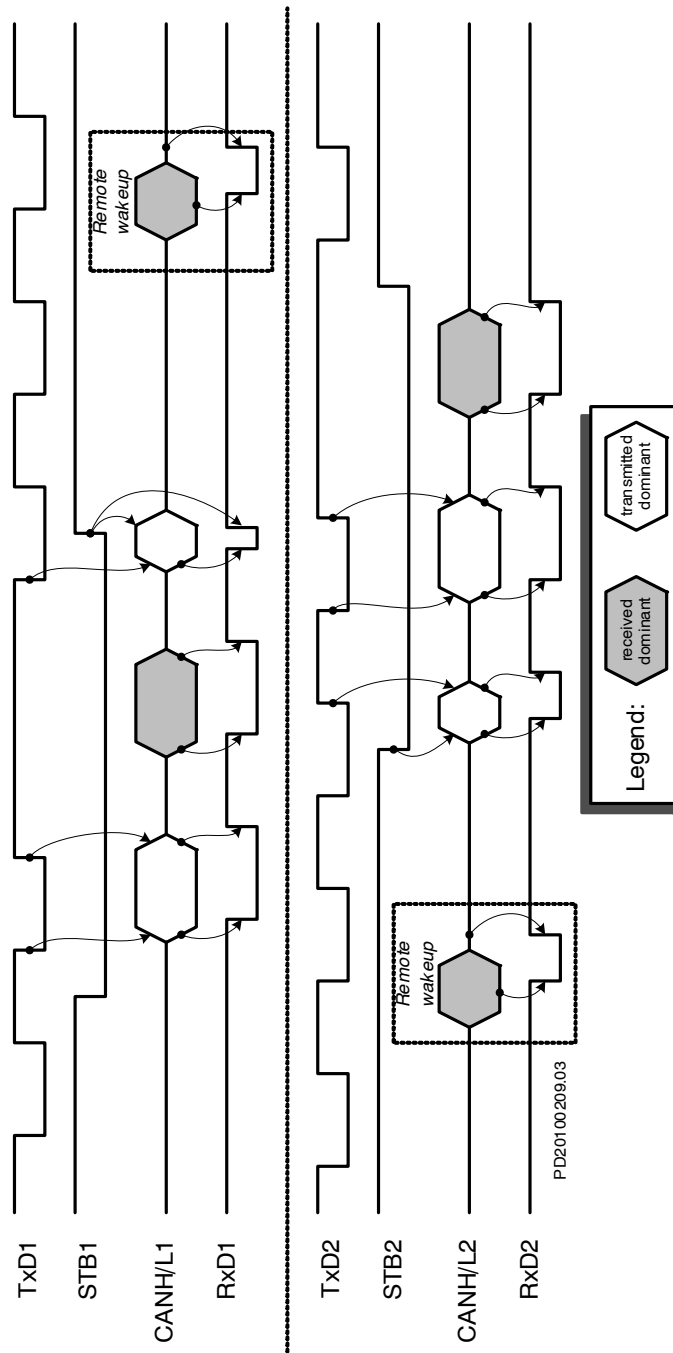 TxD1
STB1
CANH/L1
RxD1
Remote
wakeup
TxD2
STB2
CANH/L2
RxD2
Remote
wakeup
PD20100209.03
Legend:
received
dominant
transmitted
dominant